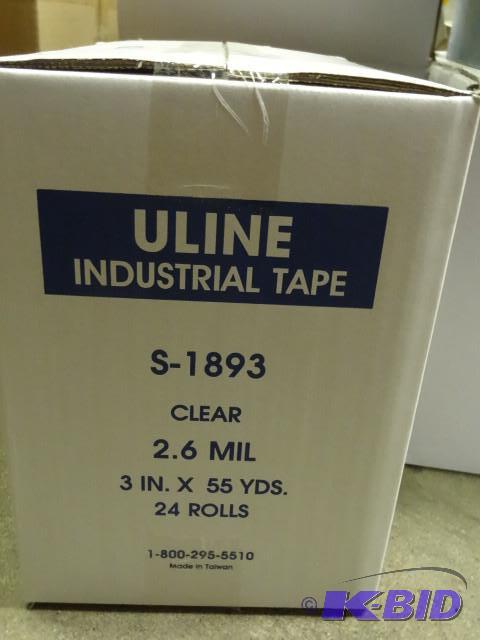 ULINE
INDUSTRIAL TAPE
S-1893
CLEAR
2.6 MIL
3 IN. X 55 YDS.
24 ROLLS
1-800-295-5510
Made in Taiwan
© K-BID